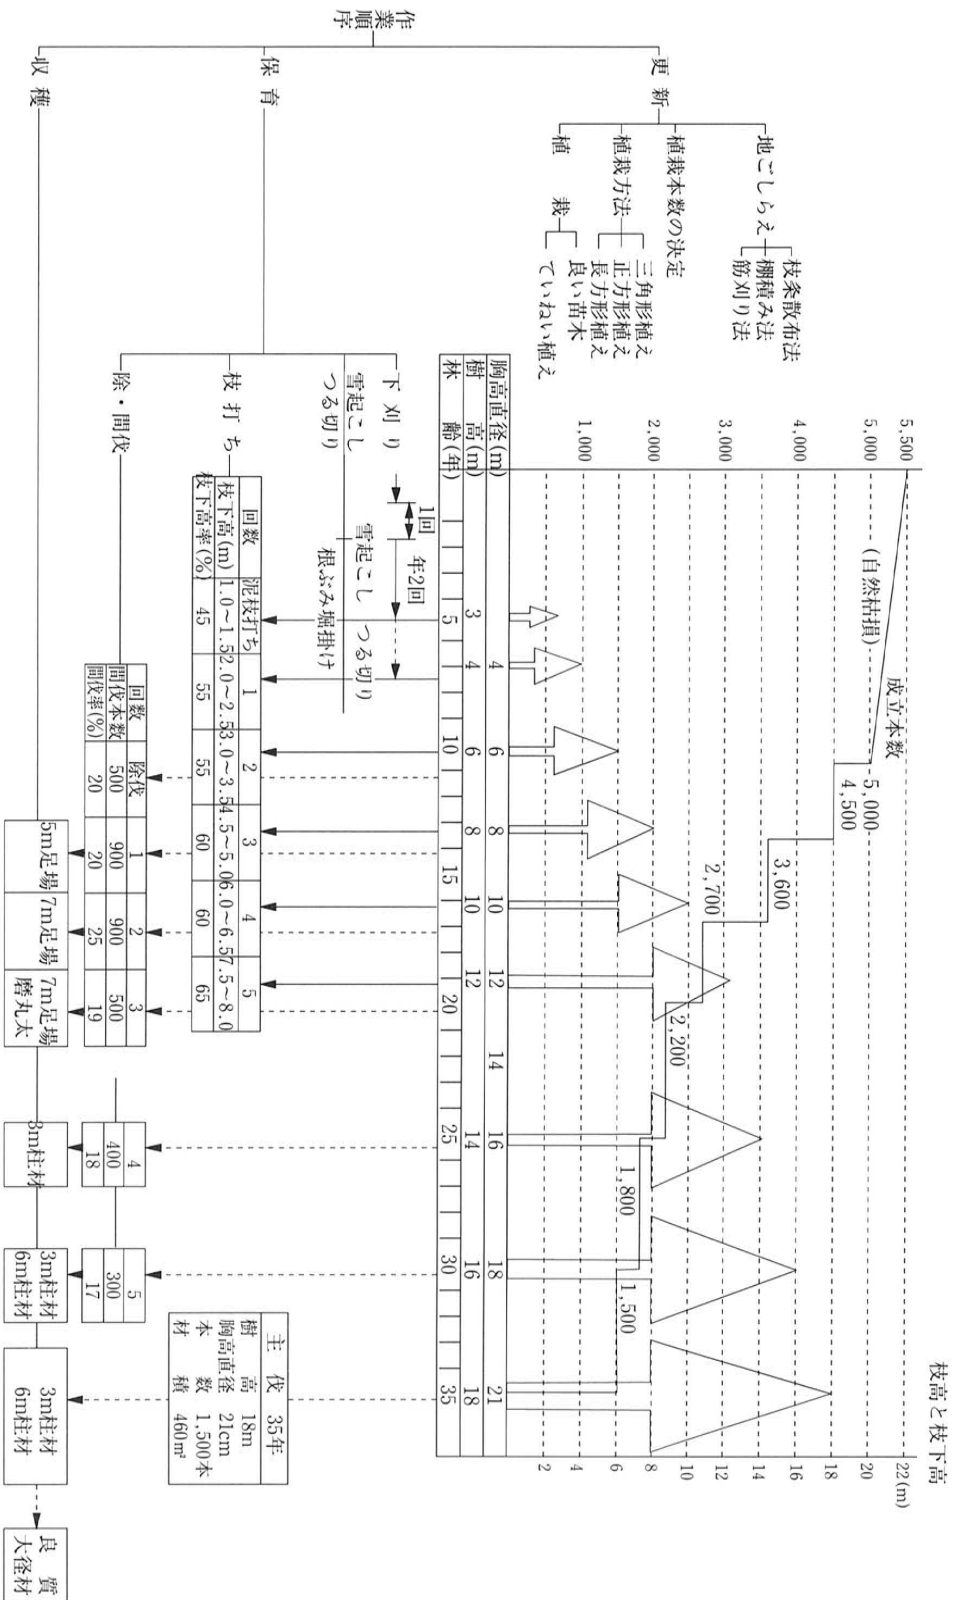 枝高と枝下高
作業順序
更新
地ごしらえ
枝条散布法
棚積み法
筋刈り法
植栽本数の決定
植栽方法
三角形植え
正方形植え
長方形植え
植栽
良い苗木
ていねい植え
保育
下刈り
1回
年2回
雪起こし
つる切り
雪起こし つる切り
根ぶみ堀掛け
枝打ち
除・間伐
収穫
5,500
5,000
4,000
3,000
2,000
1,000
(自然枯損)
成立本数
5,000
4,500
3,600
2,700
2,200
1,800
1,500
22(m)
20
18
16
14
12
10
8
6
4
2
胸高直径(m) 4 6 8 10 12 14 16 18 21
樹高(m) 3 4 6 8 10 12 14 16 18
林齢(年) 5 10 15 20 25 30 35
回数 泥枝打ち 1 2 3 4 5
枝下高(m) 1.0~1.5 2.0~2.5 3.0~3.5 4.5~5.0 6.0~6.5 7.5~8.0
枝下高率(%) 45 55 55 60 60 65
回数 除伐 1 2 3 4 5
間伐本数 500 900 900 500 400 300
間伐率(%) 20 20 25 19 18 17
主伐 35年
樹高 18m
胸高直径 21cm
本数 1,500本
材積 460m³
5m足場
7m足場
7m足場
磨丸太
3m柱材
3m柱材
6m柱材
3m柱材
6m柱材
良質
大径材